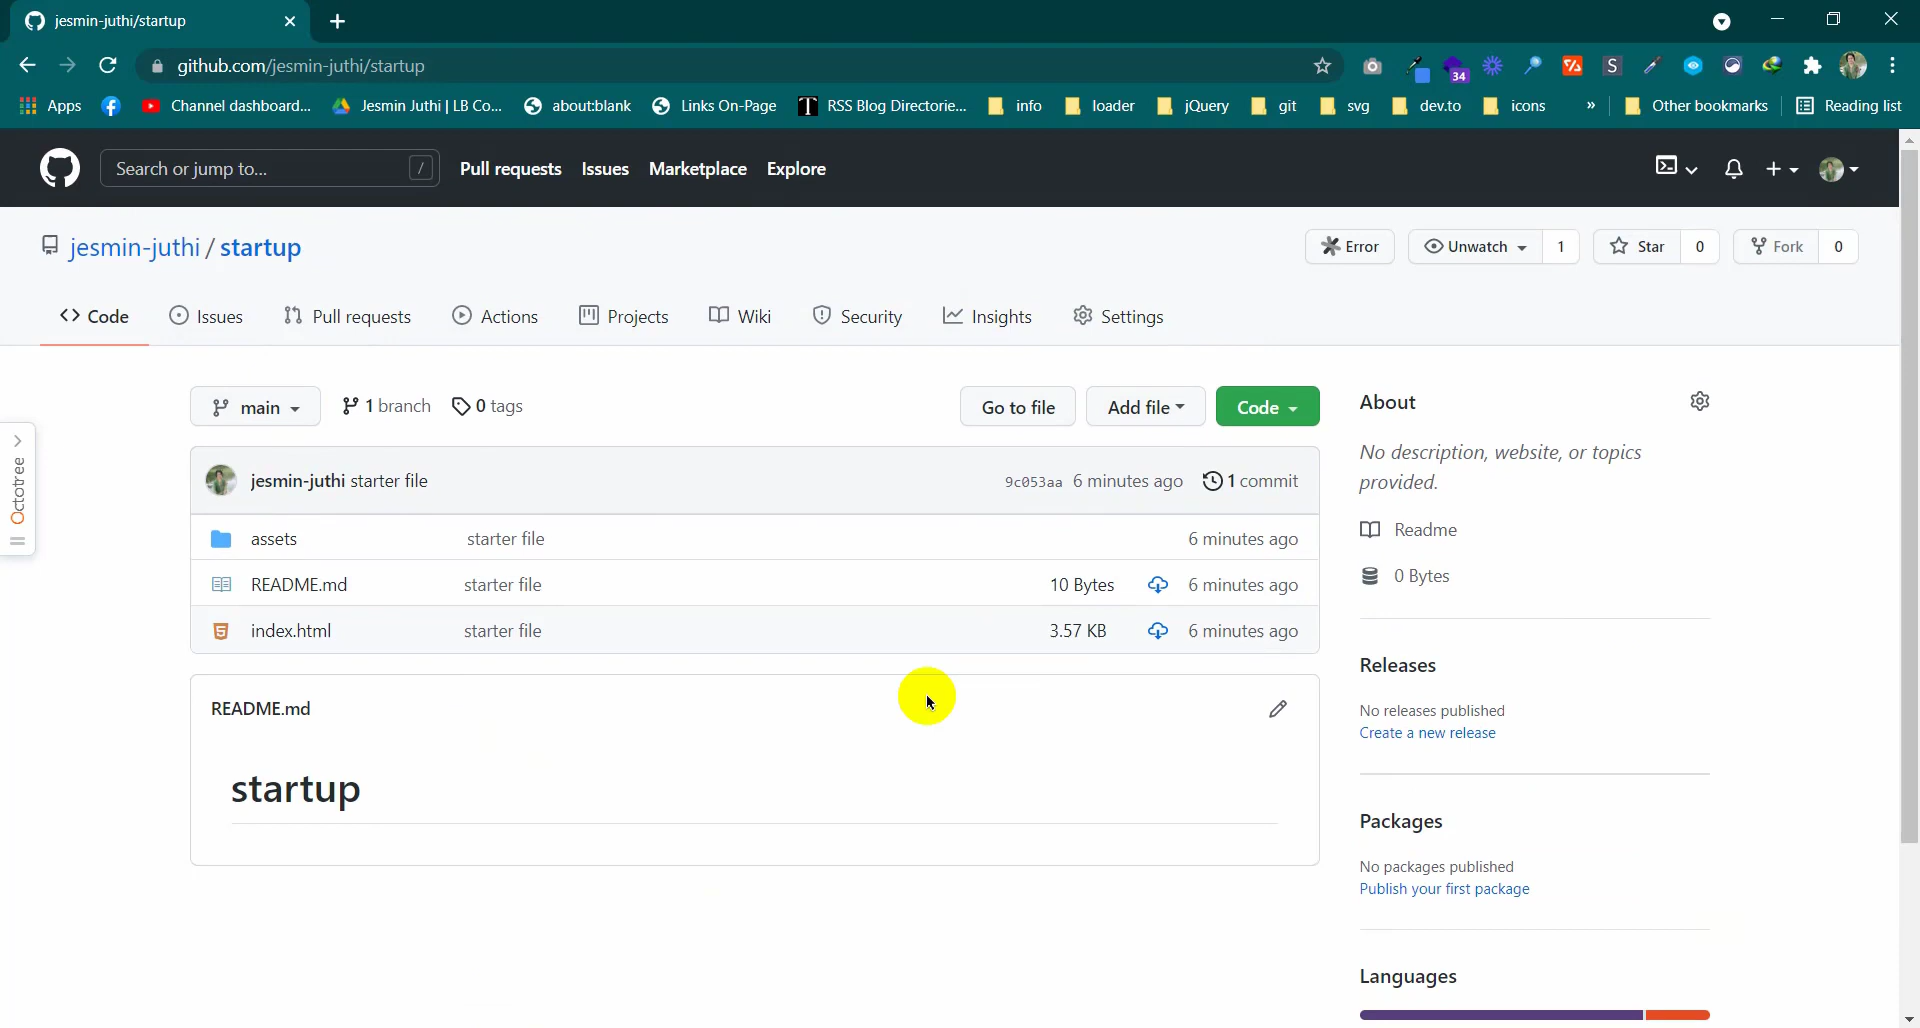 jesmin-juthi/startup
github.com/jesmin-juthi/startup
34
S
Apps
Channel dashboard...
Jesmin Juthi | LB Co...
about:blank
Links On-Page
T
RSS Blog Directorie...
info
loader
jQuery
git
svg
dev.to
icons
»
Other bookmarks
Reading list
Search or jump to...
/
Pull requests
Issues
Marketplace
Explore
jesmin-juthi / startup
Error
Unwatch
1
Star
0
Fork
0
Code
Issues
Pull requests
Actions
Projects
Wiki
Security
Insights
Settings
Octotree
main
1 branch
0 tags
Go to file
Add file
Code
jesmin-juthi starter file
9c053aa
6 minutes ago
1 commit
assets
starter file
6 minutes ago
README.md
starter file
10 Bytes
6 minutes ago
index.html
starter file
3.57 KB
6 minutes ago
README.md
startup
About
No description, website, or topics
provided.
Readme
0 Bytes
Releases
No releases published
Create a new release
Packages
No packages published
Publish your first package
Languages